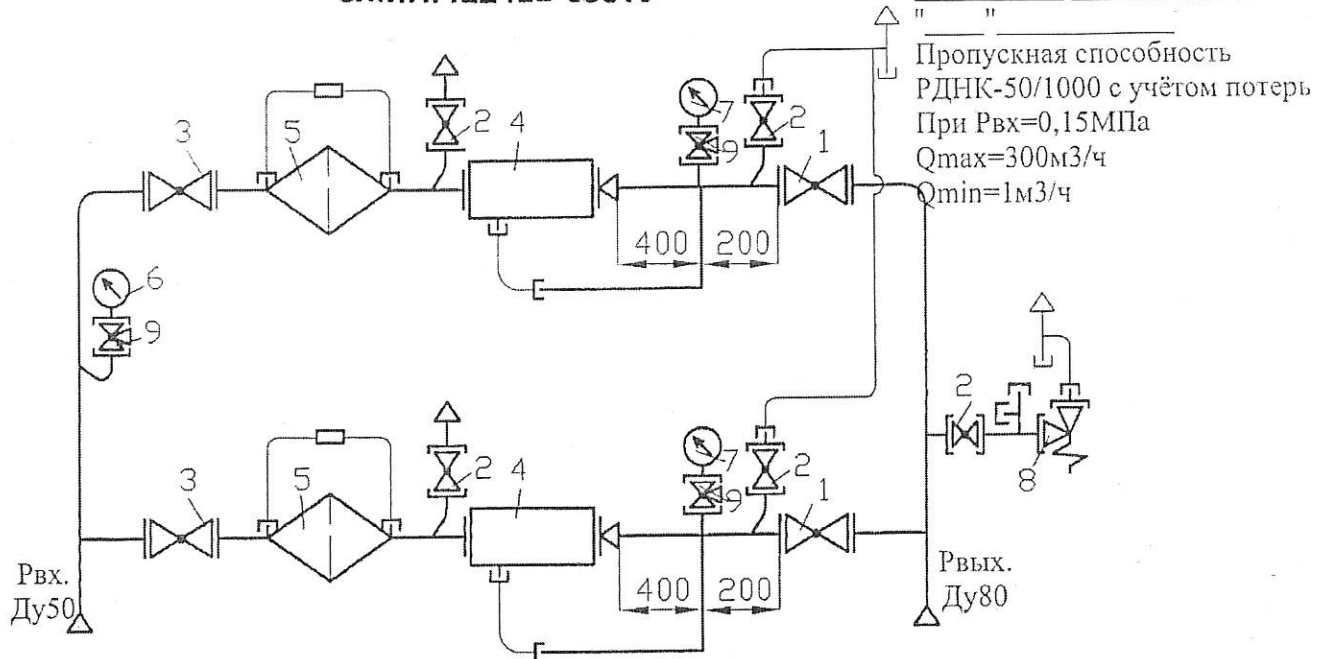 " "
Пропускная способность
РДНК-50/1000 с учётом потерь
При Рвх=0,15МПа
Qmax=300м3/ч
Qmin=1м3/ч
3
5
2
4
7
9
2
1
400
200
6
9
2
8
3
5
2
4
7
9
2
1
400
200
Рвх.
Ду50
Рвых.
Ду80